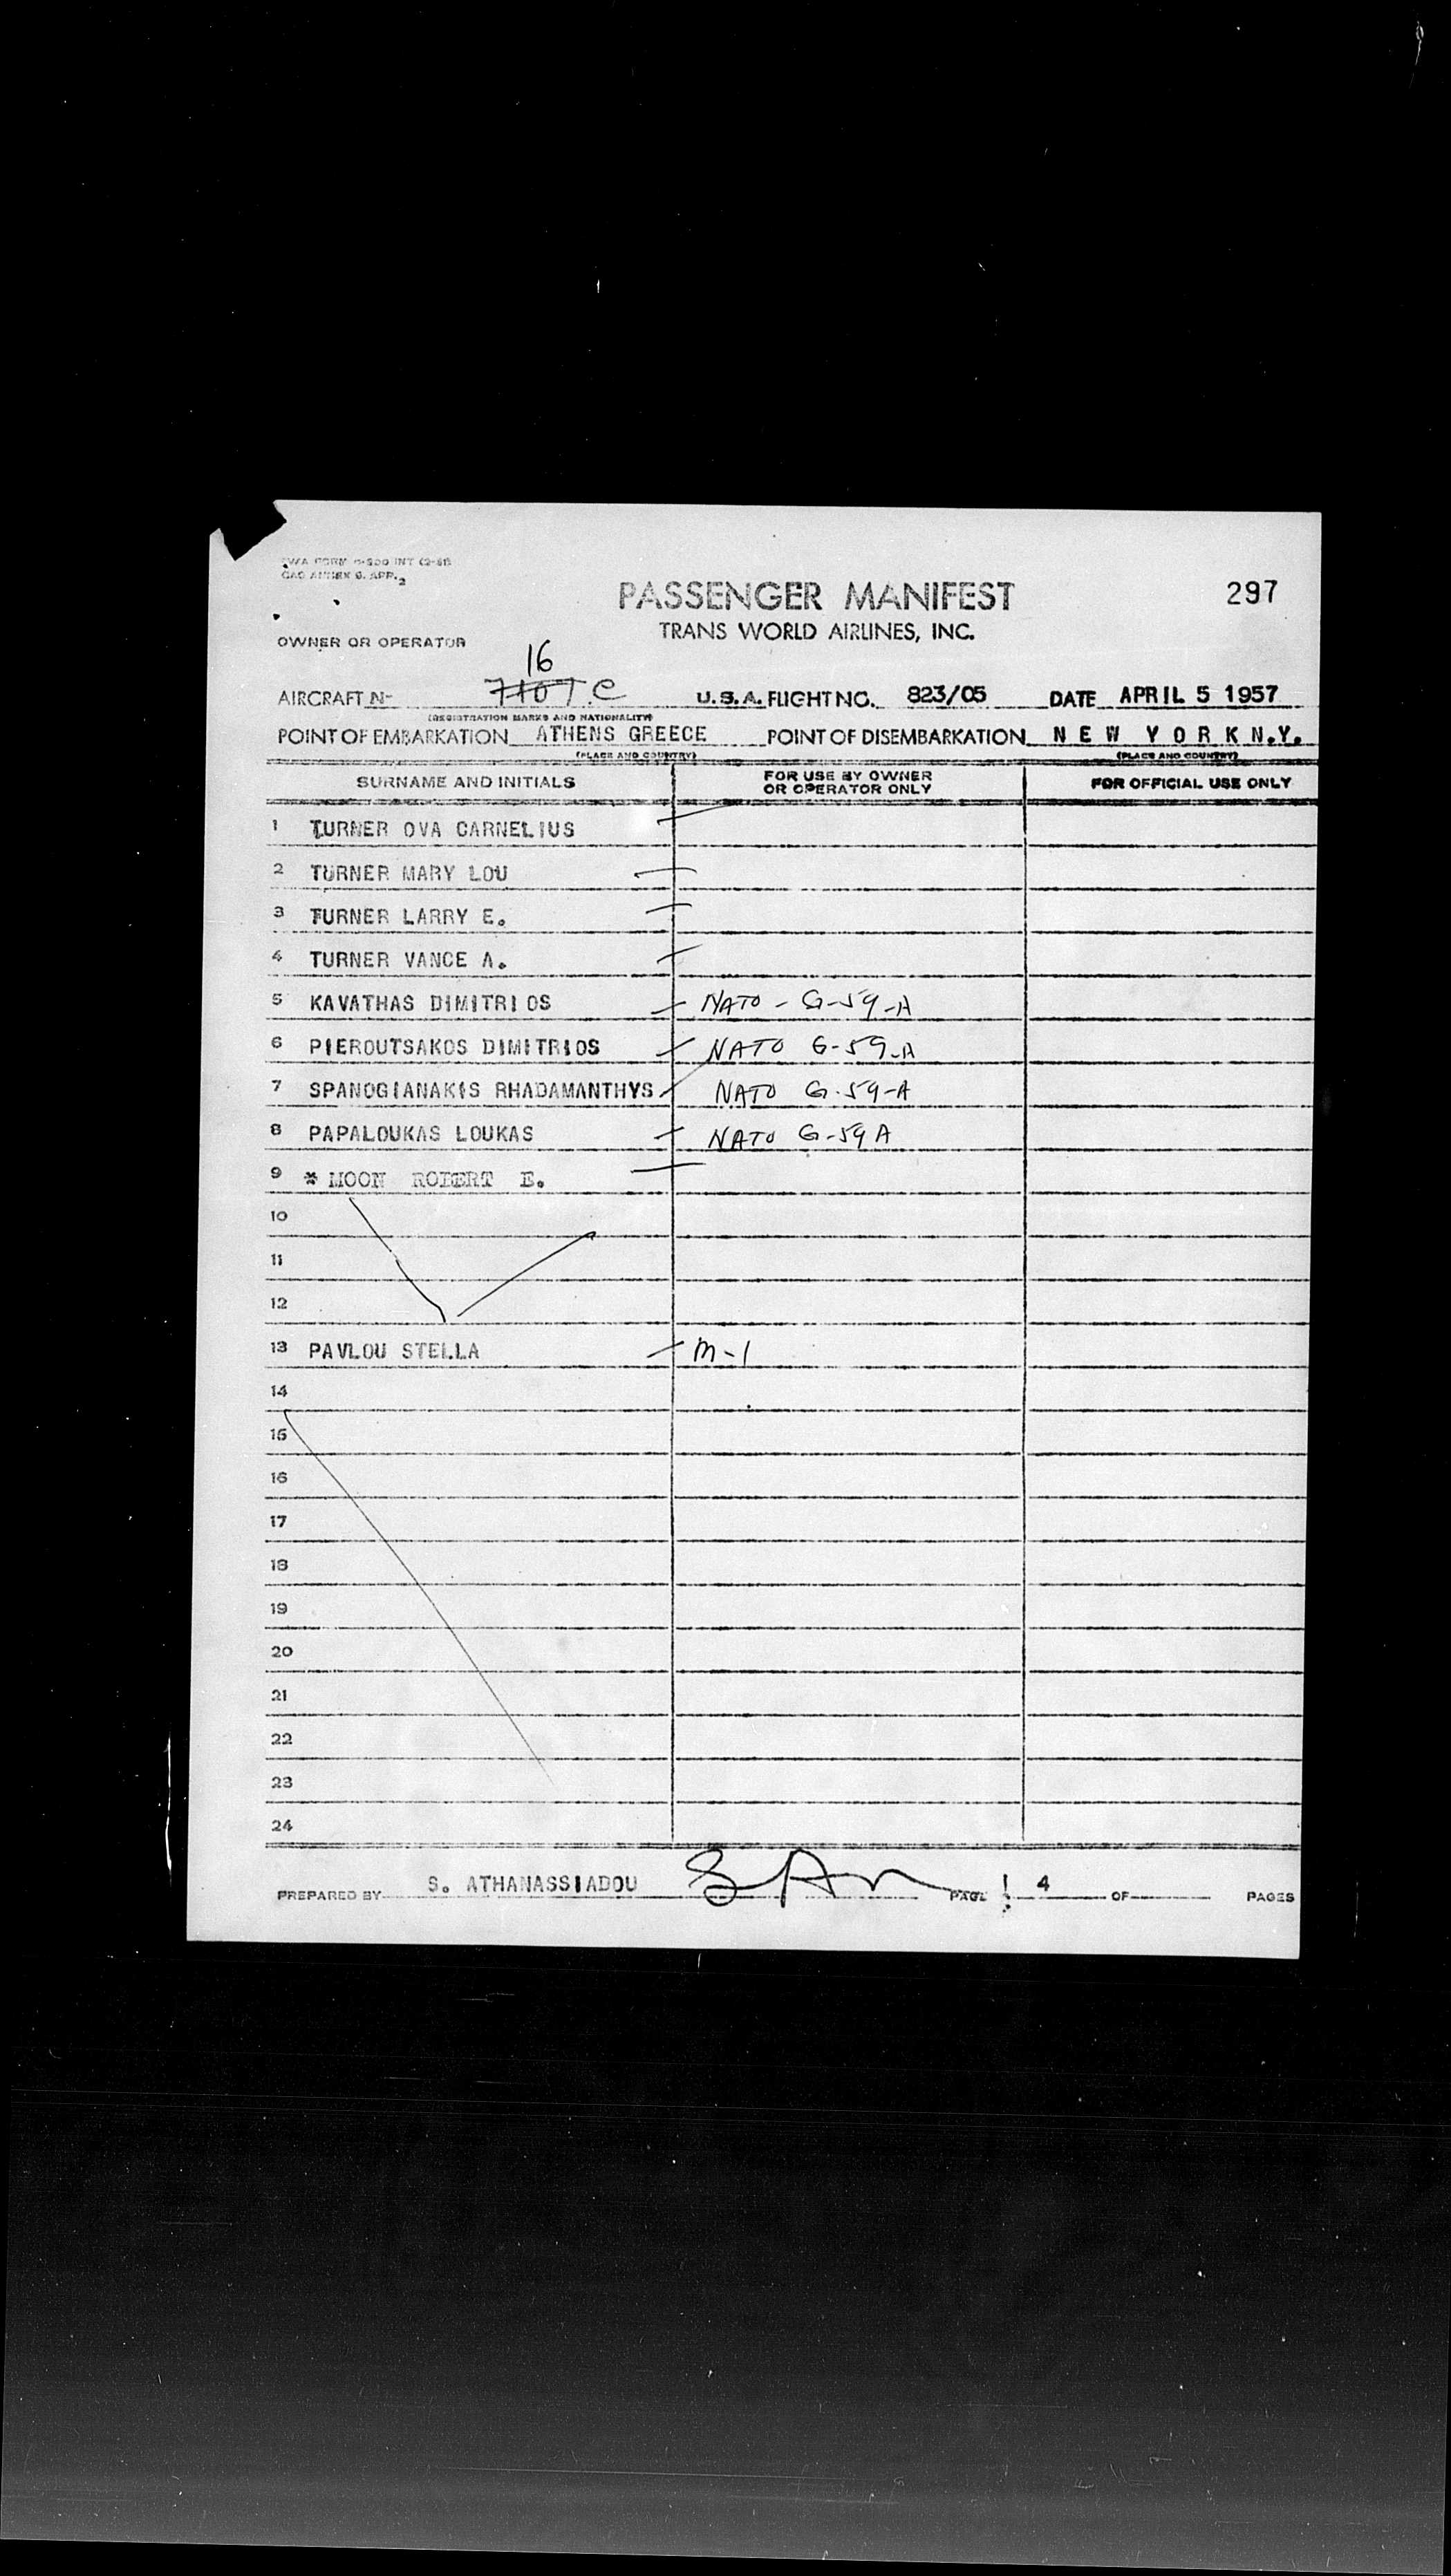 TWA FORM
CAO ANNEX 9. APP. 2
PASSENGER MANIFEST 297
TRANS WORLD AIRLINES, INC.
OWNER OR OPERATOR
16
AIRCRAFT N- 7107.C U.S.A. FLIGHT NO. 823/05 DATE APRIL 5 1957
(REGISTRATION MARKS AND NATIONALITY)
POINT OF EMBARKATION ATHENS GREECE POINT OF DISEMBARKATION N E W Y O R K N.Y.
(PLACE AND COUNTRY) (PLACE AND COUNTRY)
SURNAME AND INITIALS FOR USE BY OWNER OR OPERATOR ONLY FOR OFFICIAL USE ONLY
1 TURNER OVA CARNELIUS
2 TURNER MARY LOU
3 TURNER LARRY E.
4 TURNER VANCE A.
5 KAVATHAS DIMITRIOS NATO - G-59-A
6 PIEROUTSAKOS DIMITRIOS NATO G-59-A
7 SPANOGIANAKIS RHADAMANTHYS NATO G.59-A
8 PAPALOUKAS LOUKAS NATO G-59 A
9 * MOON ROBERT E.
10
11
12
13 PAVLOU STELLA M-1
14
15
16
17
18
19
20
21
22
23
24
PREPARED BY S. ATHANASSIADOU PAGE 4 OF PAGES